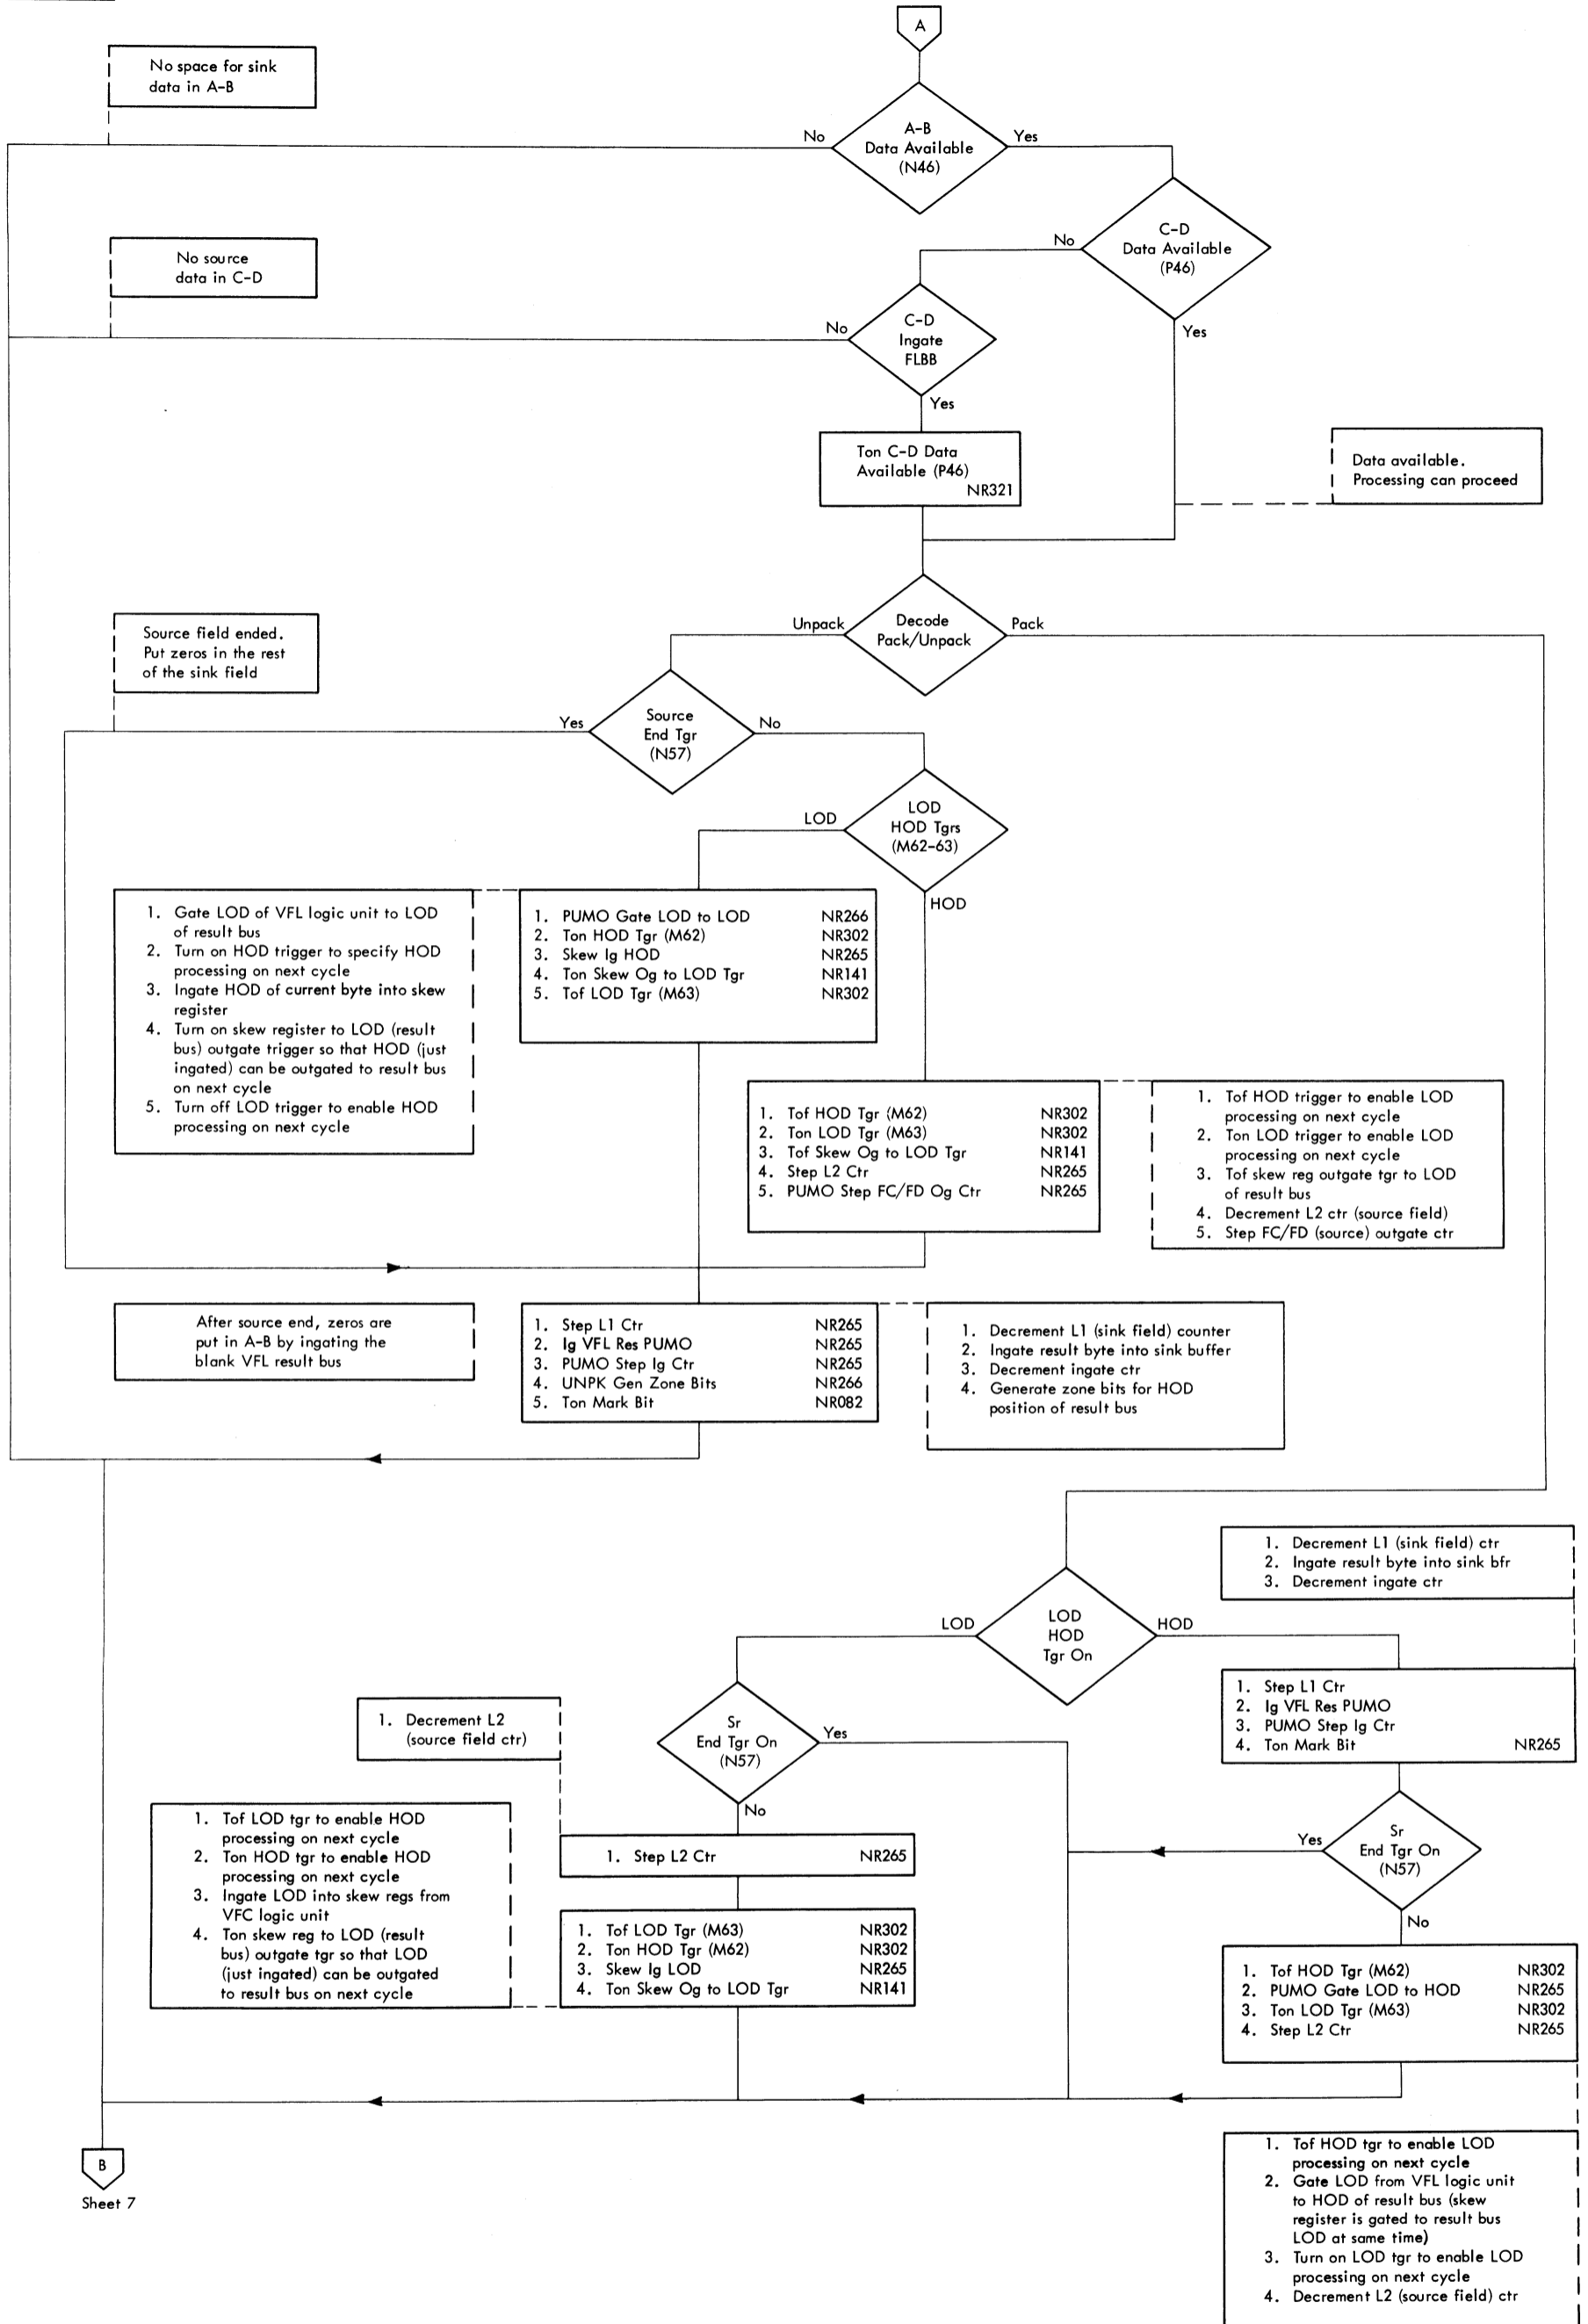 A
No space for sink
data in A-B
A-B
Data Available
(N46)
No
Yes
C-D
Data Available
(P46)
No
Yes
No source
data in C-D
C-D
Ingate
FLBB
No
Yes
Ton C-D Data
Available (P46)
NR321
Data available.
Processing can proceed
Decode
Pack/Unpack
Unpack
Pack
Source field ended.
Put zeros in the rest
of the sink field
Source
End Tgr
(N57)
Yes
No
LOD
HOD Tgrs
(M62-63)
LOD
HOD
1. Gate LOD of VFL logic unit to LOD
of result bus
2. Turn on HOD trigger to specify HOD
processing on next cycle
3. Ingate HOD of current byte into skew
register
4. Turn on skew register to LOD (result
bus) outgate trigger so that HOD (just
ingated) can be outgated to result bus
on next cycle
5. Turn off LOD trigger to enable HOD
processing on next cycle
1. PUMO Gate LOD to LOD NR266
2. Ton HOD Tgr (M62) NR302
3. Skew Ig HOD NR265
4. Ton Skew Og to LOD Tgr NR141
5. Tof LOD Tgr (M63) NR302
1. Tof HOD Tgr (M62) NR302
2. Ton LOD Tgr (M63) NR302
3. Tof Skew Og to LOD Tgr NR141
4. Step L2 Ctr NR265
5. PUMO Step FC/FD Og Ctr NR265
1. Tof HOD trigger to enable LOD
processing on next cycle
2. Ton LOD trigger to enable LOD
processing on next cycle
3. Tof skew reg outgate tgr to LOD
of result bus
4. Decrement L2 ctr (source field)
5. Step FC/FD (source) outgate ctr
After source end, zeros are
put in A-B by ingating the
blank VFL result bus
1. Step L1 Ctr NR265
2. Ig VFL Res PUMO NR265
3. PUMO Step Ig Ctr NR265
4. UNPK Gen Zone Bits NR266
5. Ton Mark Bit NR082
1. Decrement L1 (sink field) counter
2. Ingate result byte into sink buffer
3. Decrement ingate ctr
4. Generate zone bits for HOD
position of result bus
1. Decrement L1 (sink field) ctr
2. Ingate result byte into sink bfr
3. Decrement ingate ctr
LOD
HOD
Tgr On
LOD
HOD
1. Step L1 Ctr
2. Ig VFL Res PUMO
3. PUMO Step Ig Ctr
4. Ton Mark Bit NR265
1. Decrement L2
(source field ctr)
Sr
End Tgr On
(N57)
Yes
No
Sr
End Tgr On
(N57)
Yes
No
1. Step L2 Ctr NR265
1. Tof LOD tgr to enable HOD
processing on next cycle
2. Ton HOD tgr to enable HOD
processing on next cycle
3. Ingate LOD into skew regs from
VFC logic unit
4. Ton skew reg to LOD (result
bus) outgate tgr so that LOD
(just ingated) can be outgated
to result bus on next cycle
1. Tof LOD Tgr (M63) NR302
2. Ton HOD Tgr (M62) NR302
3. Skew Ig LOD NR265
4. Ton Skew Og to LOD Tgr NR141
1. Tof HOD Tgr (M62) NR302
2. PUMO Gate LOD to HOD NR265
3. Ton LOD Tgr (M63) NR302
4. Step L2 Ctr NR265
B
Sheet 7
1. Tof HOD tgr to enable LOD
processing on next cycle
2. Gate LOD from VFL logic unit
to HOD of result bus (skew
register is gated to result bus
LOD at same time)
3. Turn on LOD tgr to enable LOD
processing on next cycle
4. Decrement L2 (source field) ctr